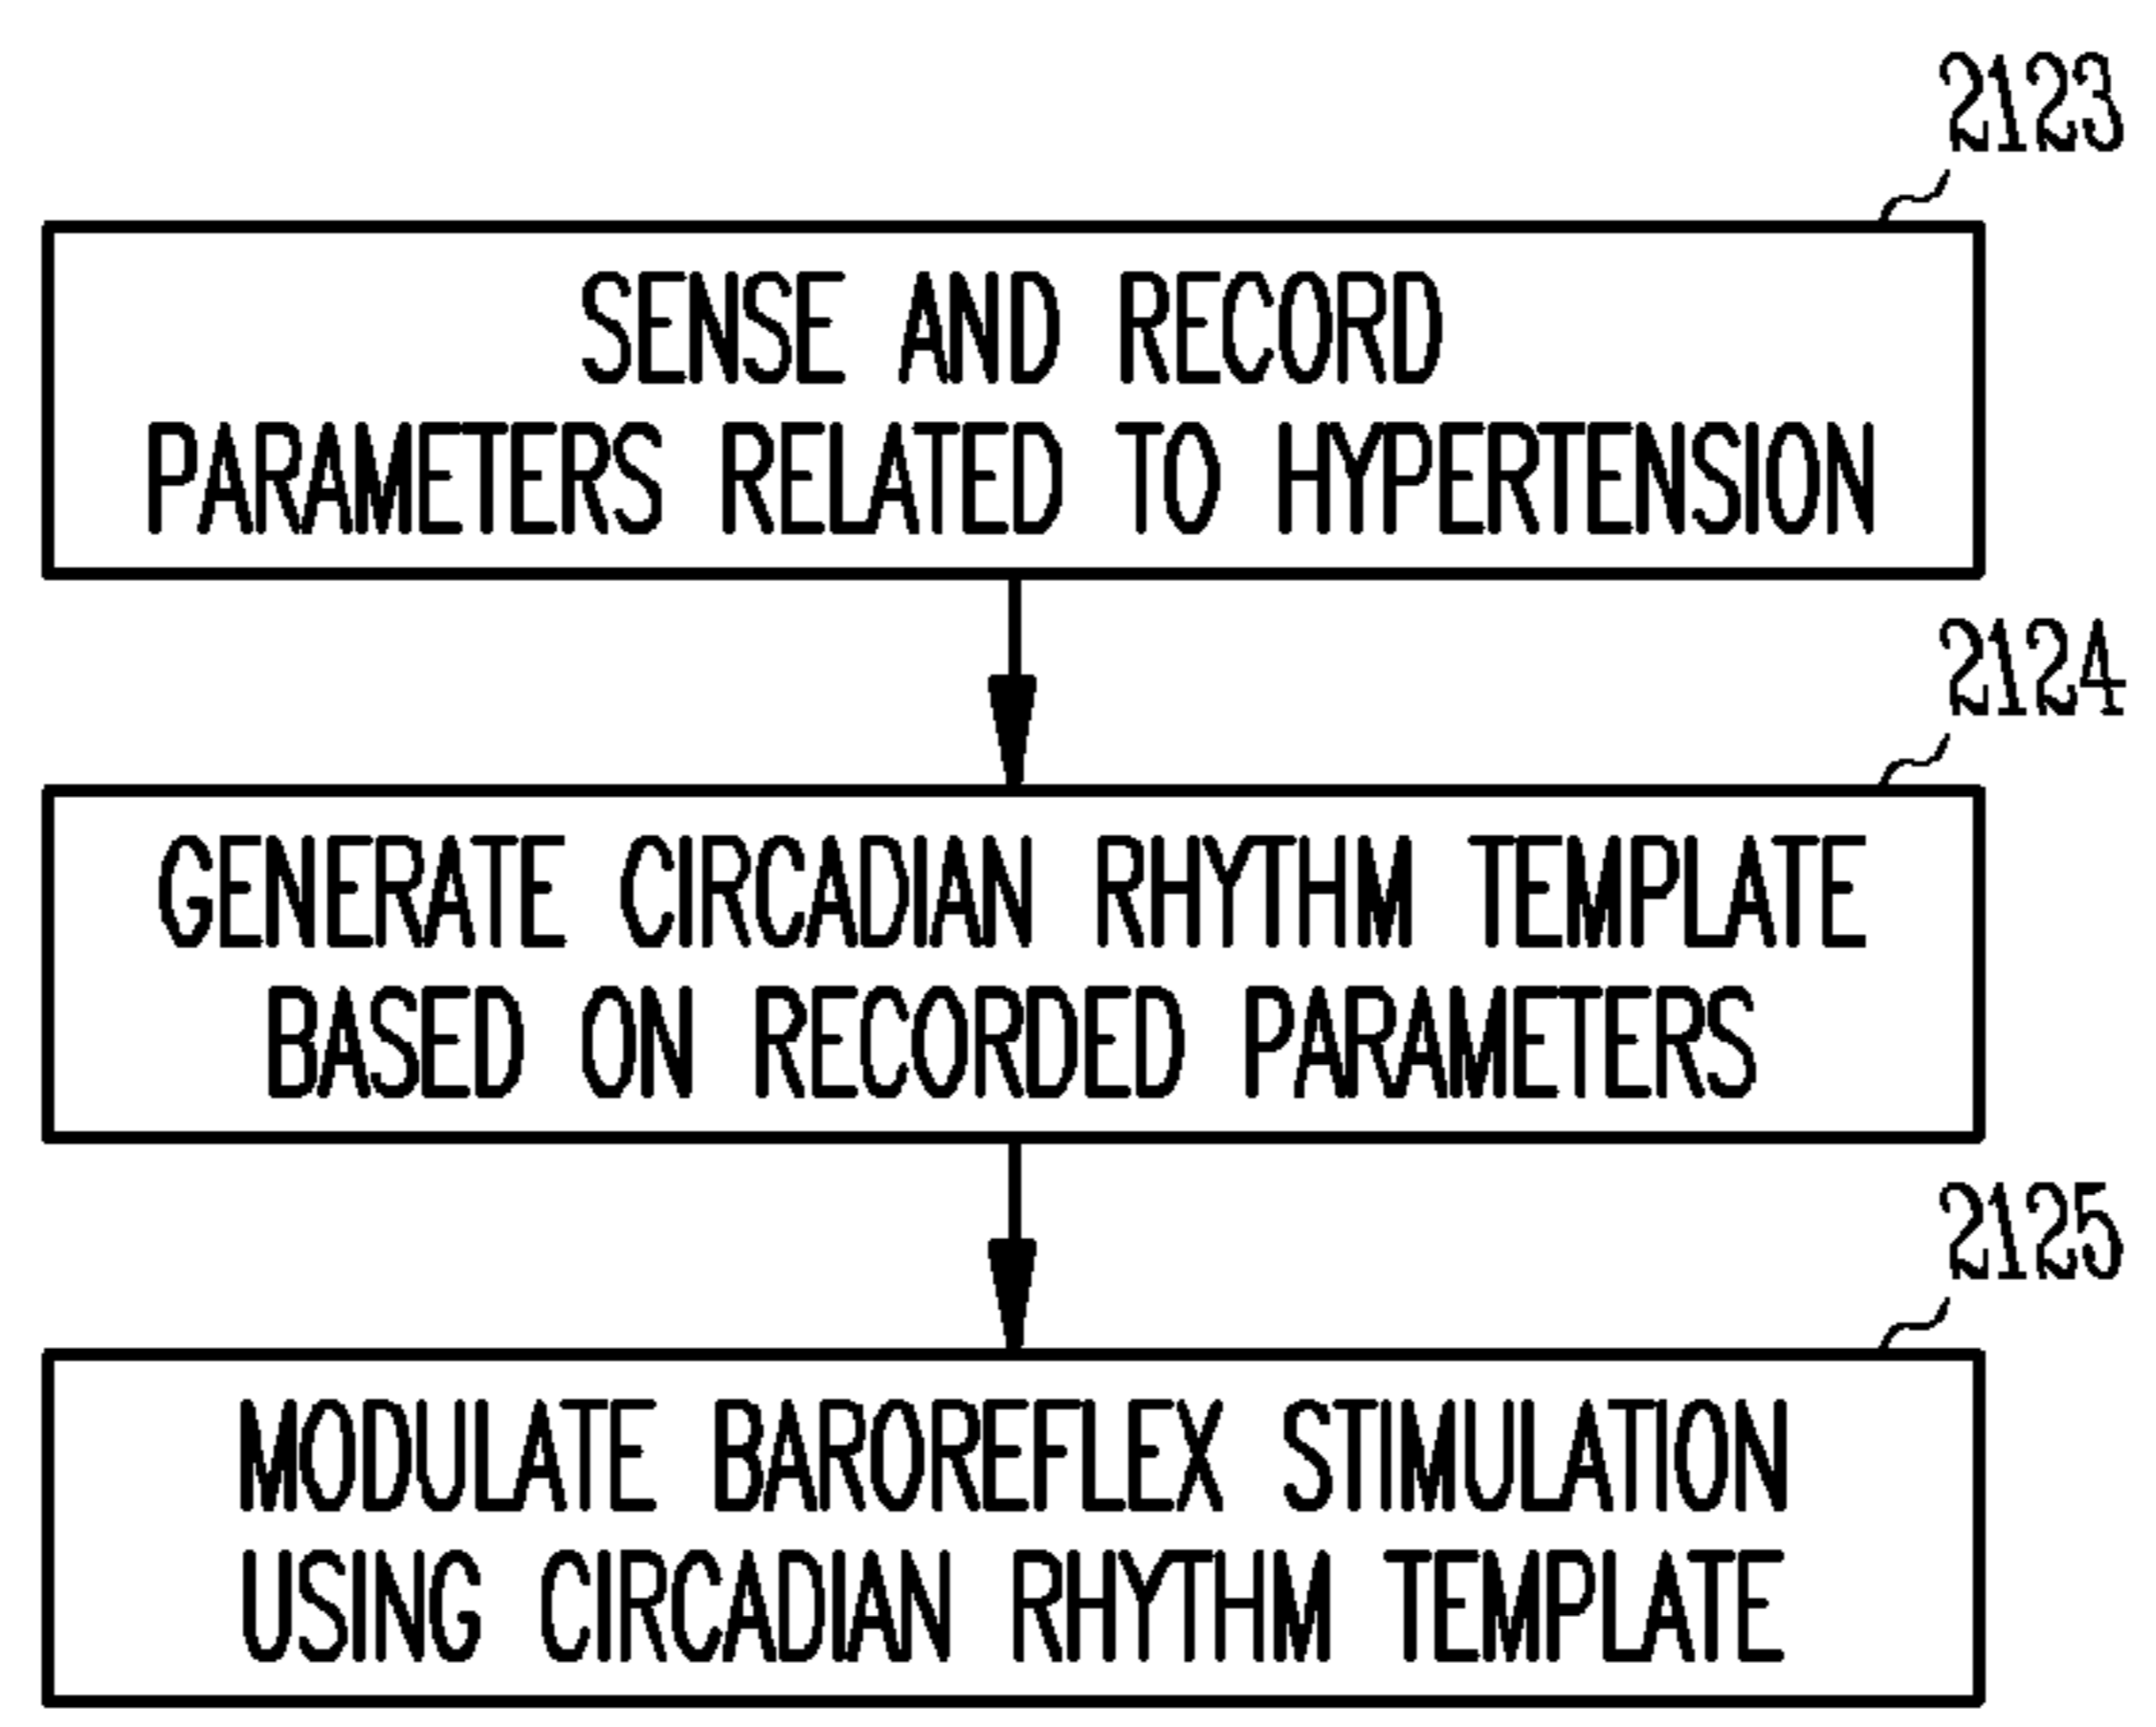 2123
SENSE AND RECORD
PARAMETERS RELATED TO HYPERTENSION
2124
GENERATE CIRCADIAN RHYTHM TEMPLATE
BASED ON RECORDED PARAMETERS
2125
MODULATE BAROREFLEX STIMULATION
USING CIRCADIAN RHYTHM TEMPLATE